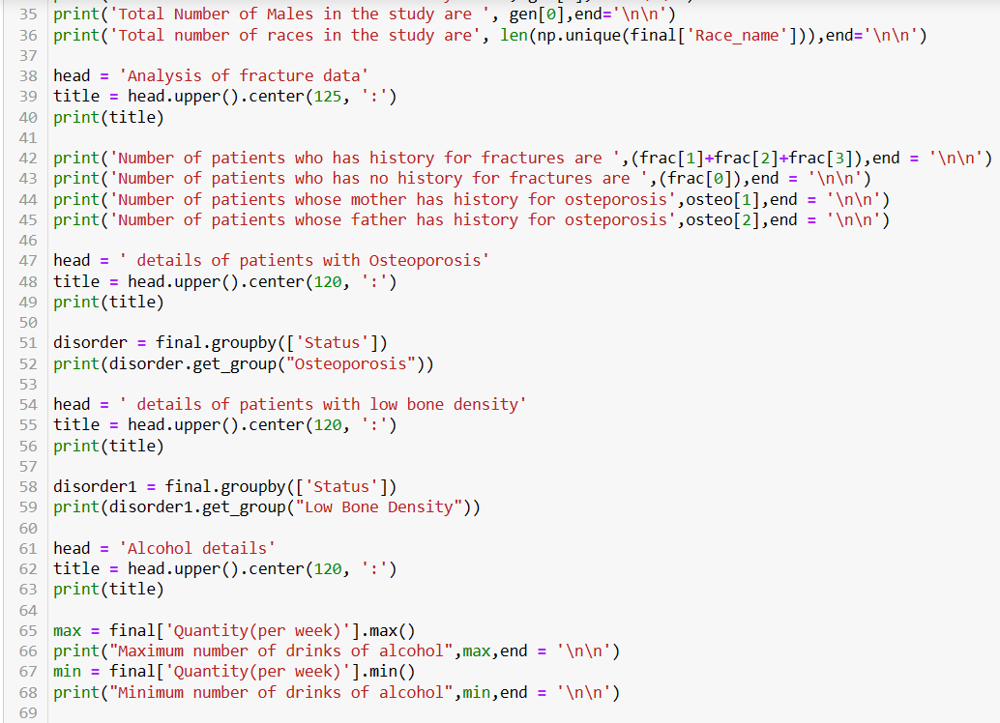 35 print('Total Number of Males in the study are ', gen[0],end='\n\n')
36 print('Total number of races in the study are', len(np.unique(final['Race_name'])),end='\n\n')
37
38 head = 'Analysis of fracture data'
39 title = head.upper().center(125, ':')
40 print(title)
41
42 print('Number of patients who has history for fractures are ',(frac[1]+frac[2]+frac[3]),end = '\n\n')
43 print('Number of patients who has no history for fractures are ',(frac[0]),end = '\n\n')
44 print('Number of patients whose mother has history for osteporosis',osteo[1],end = '\n\n')
45 print('Number of patients whose father has history for osteporosis',osteo[2],end = '\n\n')
46
47 head = ' details of patients with Osteoporosis'
48 title = head.upper().center(120, ':')
49 print(title)
50
51 disorder = final.groupby(['Status'])
52 print(disorder.get_group("Osteoporosis"))
53
54 head = ' details of patients with low bone density'
55 title = head.upper().center(120, ':')
56 print(title)
57
58 disorder1 = final.groupby(['Status'])
59 print(disorder1.get_group("Low Bone Density"))
60
61 head = 'Alcohol details'
62 title = head.upper().center(120, ':')
63 print(title)
64
65 max = final['Quantity(per week)'].max()
66 print("Maximum number of drinks of alcohol",max,end = '\n\n')
67 min = final['Quantity(per week)'].min()
68 print("Minimum number of drinks of alcohol",min,end = '\n\n')
69